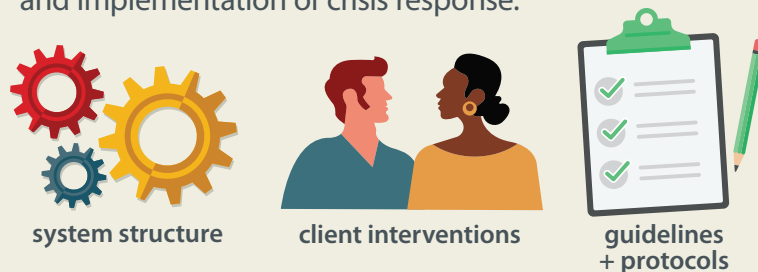 and implementation of crisis response.
system structure
client interventions
guidelines
+ protocols